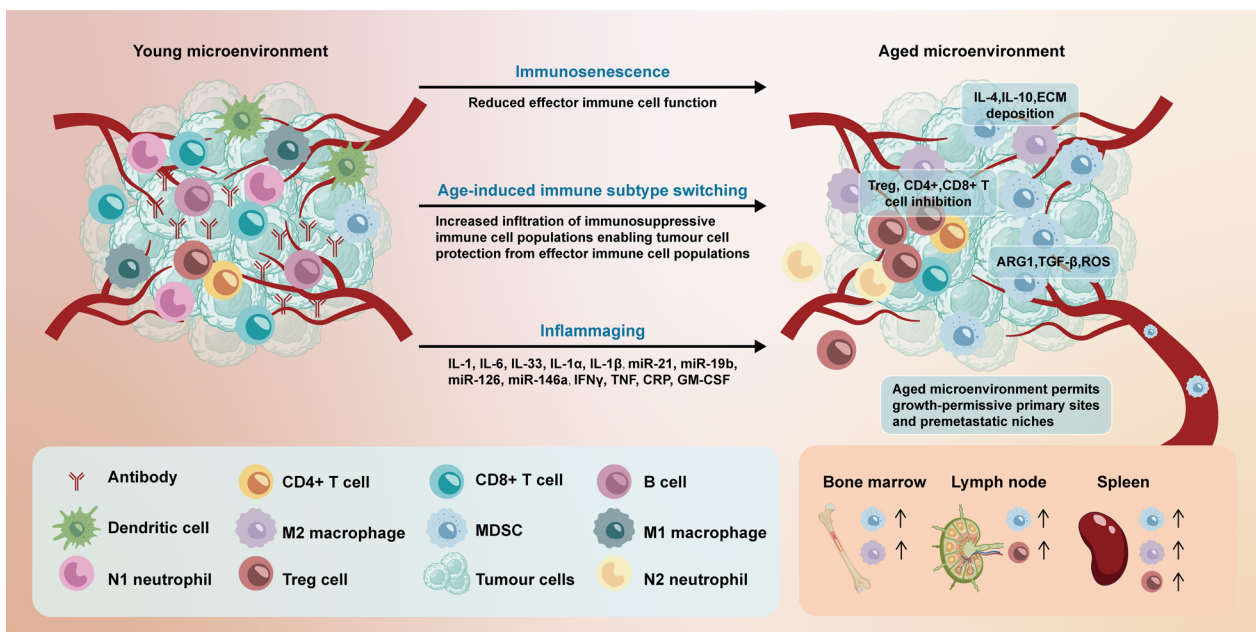 Young microenvironment
Immunosenescence
Reduced effector immune cell function
Age-induced immune subtype switching
Increased infltration of immunosuppressive
immune cell populations enabling tumour cell
protection from effector immune cell populations
Inflammaging
IL-1, IL-6, IL-33, IL-1α, IL-1β, miR-21, miR-19b,
miR-126, miR-146a, IFNγ, TNF, CRP, GM-CSF
Aged microenvironment
IL-4,IL-10,ECM
deposition
Treg, CD4+,CD8+ T
cell inhibition
ARG1,TGF-β,ROS
Aged microenvironment permits
growth-permissive primary sites
and premetastatic niches
Antibody
CD4+ T cell
CD8+ T cell
B cell
Dendritic cell
M2 macrophage
MDSC
M1 macrophage
N1 neutrophil
Treg cell
Tumour cells
N2 neutrophil
Bone marrow
Lymph node
Spleen